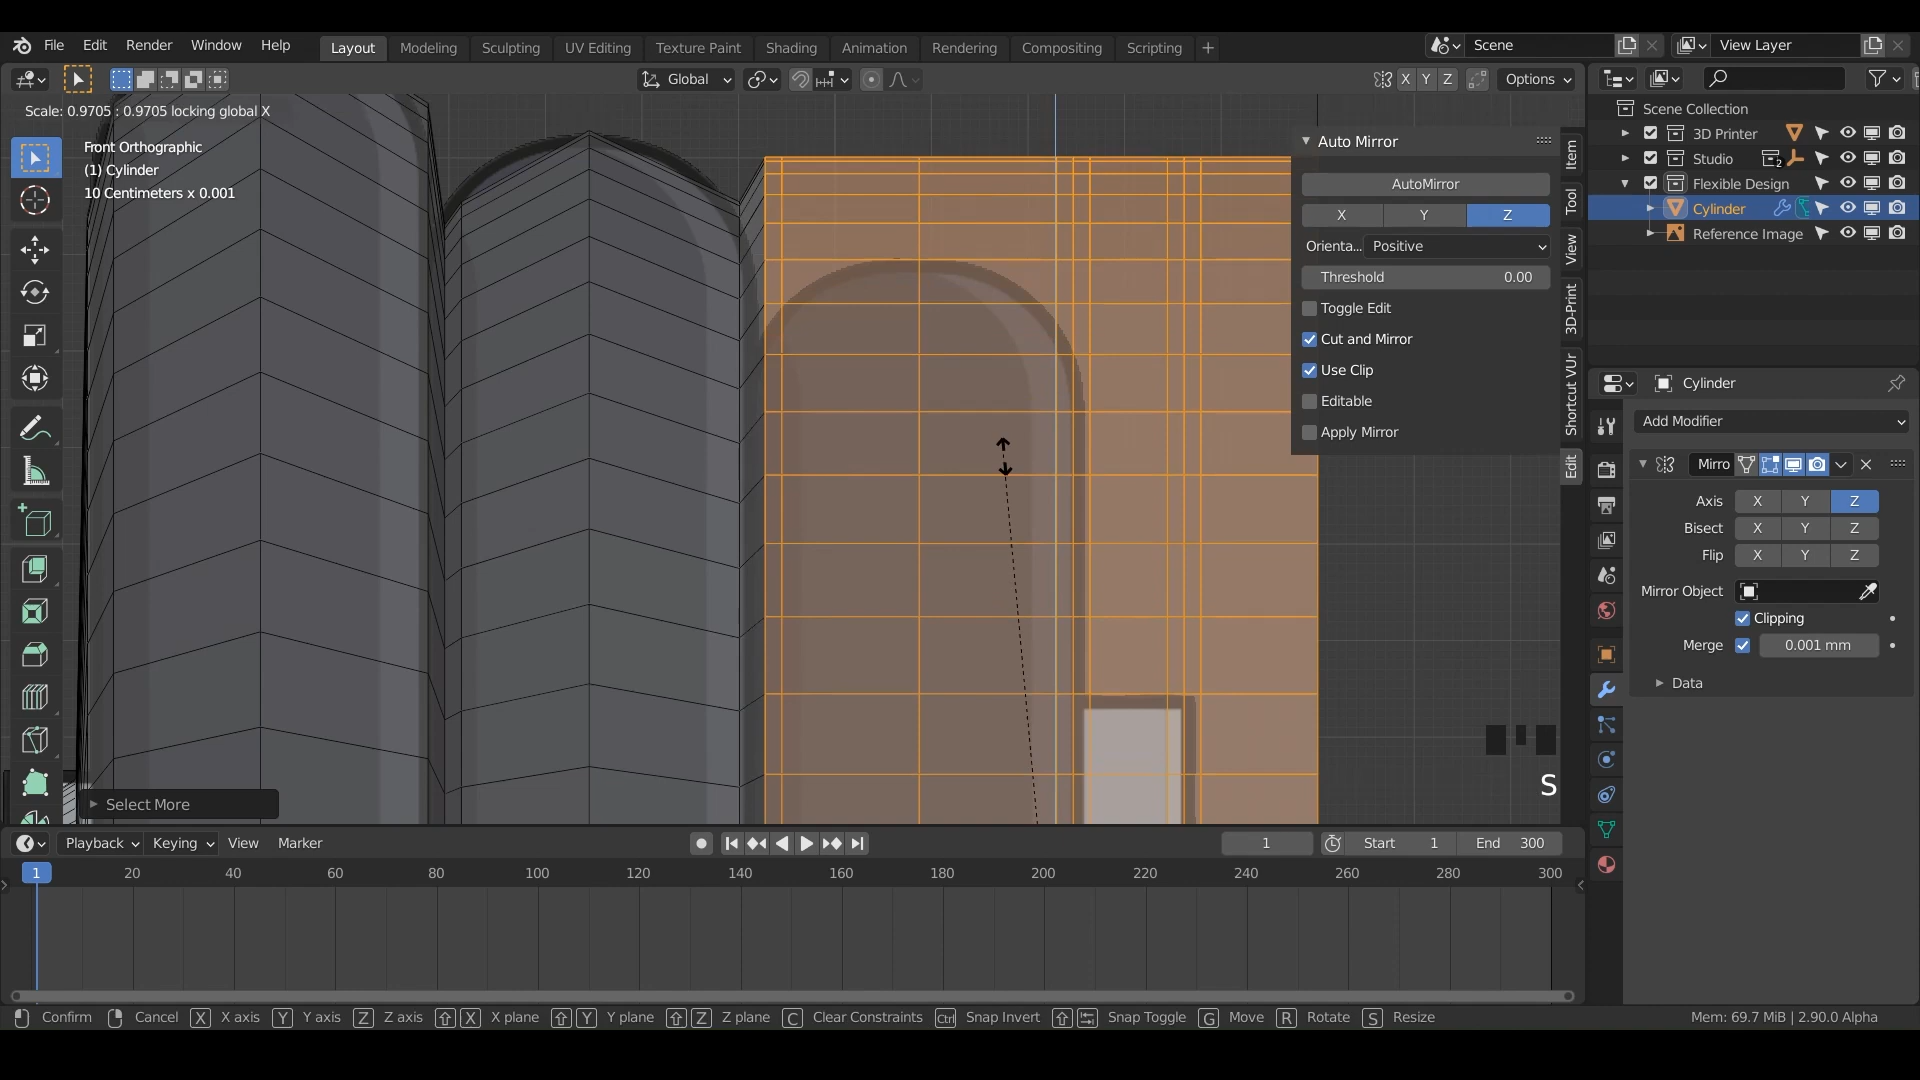 File Edit Render Window Help
Layout Modeling Sculpting UV Editing Texture Paint Shading Animation Rendering Compositing Scripting +
Scene
View Layer
Global
X Y Z
Options
Scale: 0.9705 : 0.9705 locking global X
Front Orthographic
(1) Cylinder
10 Centimeters x 0.001
Auto Mirror
AutoMirror
X Y Z
Orienta... Positive
Threshold 0.00
Toggle Edit
Cut and Mirror
Use Clip
Editable
Apply Mirror
Item
Tool
View
3D-Print
Shortcut VUr
Edit
Scene Collection
3D Printer
Studio 2
Flexible Design
Cylinder
Reference Image
Cylinder
Add Modifier
Mirro
Axis X Y Z
Bisect X Y Z
Flip X Y Z
Mirror Object
Clipping
Merge 0.001 mm
Data
S
Select More
Playback Keying View Marker
1 Start 1 End 300
1 20 40 60 80 100 120 140 160 180 200 220 240 260 280 300
Confirm Cancel X X axis Y Y axis Z Z axis X X plane Y Y plane Z Z plane C Clear Constraints Ctrl Snap Invert Snap Toggle G Move R Rotate S Resize Mem: 69.7 MiB | 2.90.0 Alpha